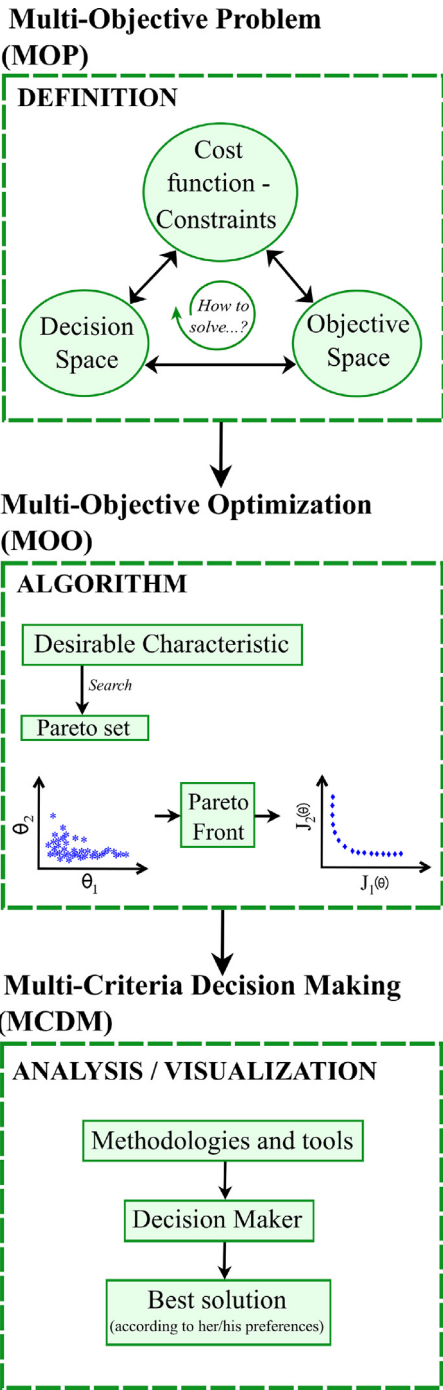 Multi-Objective Problem
(MOP)
DEFINITION
Cost
function -
Constraints
How to
solve...?
Decision
Space
Objective
Space
Multi-Objective Optimization
(MOO)
ALGORITHM
Desirable Characteristic
Search
Pareto set
θ2
θ1
Pareto
Front
J2(θ)
J1(θ)
Multi-Criteria Decision Making
(MCDM)
ANALYSIS / VISUALIZATION
Methodologies and tools
Decision Maker
Best solution
(according to her/his preferences)